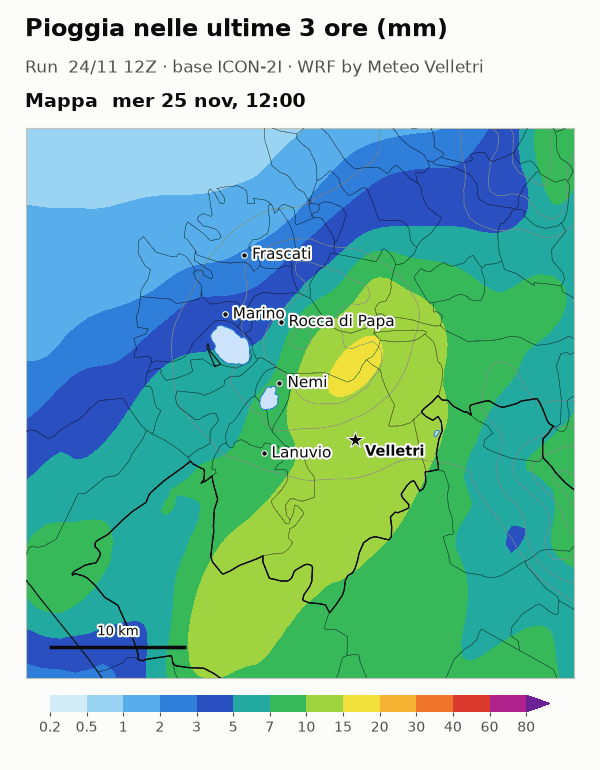 Pioggia nelle ultime 3 ore (mm)
Run  24/11 12Z · base ICON-2I · WRF by Meteo Velletri
Mappa  mer 25 nov, 12:00
Frascati
Marino
Rocca di Papa
Nemi
Lanuvio
Velletri
10 km
0.2 0.5 1 2 3 5 7 10 15 20 30 40 60 80